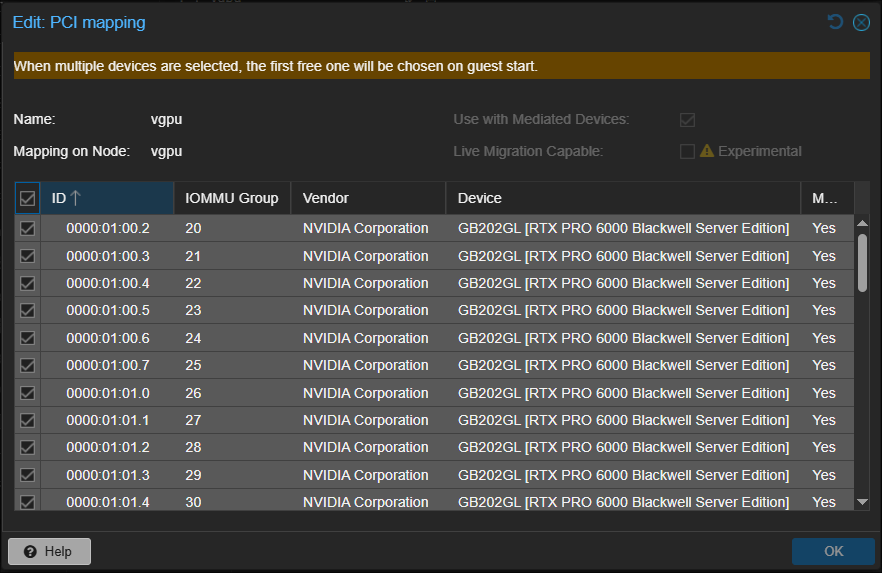 Edit: PCI mapping
When multiple devices are selected, the first free one will be chosen on guest start.
Name: vgpu Use with Mediated Devices:
Mapping on Node: vgpu Live Migration Capable: Experimental
ID IOMMU Group Vendor Device M...
0000:01:00.2 20 NVIDIA Corporation GB202GL [RTX PRO 6000 Blackwell Server Edition] Yes
0000:01:00.3 21 NVIDIA Corporation GB202GL [RTX PRO 6000 Blackwell Server Edition] Yes
0000:01:00.4 22 NVIDIA Corporation GB202GL [RTX PRO 6000 Blackwell Server Edition] Yes
0000:01:00.5 23 NVIDIA Corporation GB202GL [RTX PRO 6000 Blackwell Server Edition] Yes
0000:01:00.6 24 NVIDIA Corporation GB202GL [RTX PRO 6000 Blackwell Server Edition] Yes
0000:01:00.7 25 NVIDIA Corporation GB202GL [RTX PRO 6000 Blackwell Server Edition] Yes
0000:01:01.0 26 NVIDIA Corporation GB202GL [RTX PRO 6000 Blackwell Server Edition] Yes
0000:01:01.1 27 NVIDIA Corporation GB202GL [RTX PRO 6000 Blackwell Server Edition] Yes
0000:01:01.2 28 NVIDIA Corporation GB202GL [RTX PRO 6000 Blackwell Server Edition] Yes
0000:01:01.3 29 NVIDIA Corporation GB202GL [RTX PRO 6000 Blackwell Server Edition] Yes
0000:01:01.4 30 NVIDIA Corporation GB202GL [RTX PRO 6000 Blackwell Server Edition] Yes
Help OK